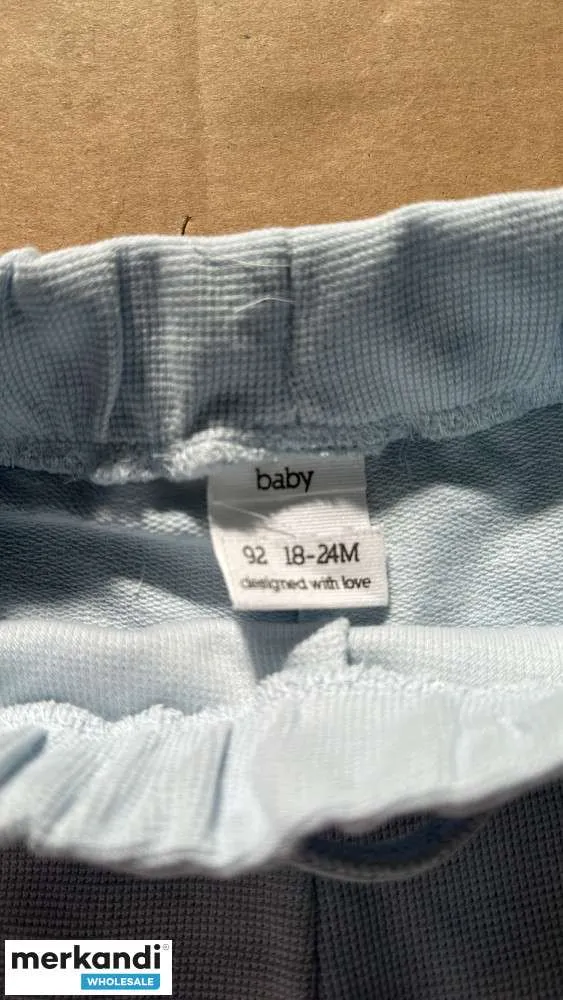 baby
92 18-24M
designed with love
merkandi®
WHOLESALE